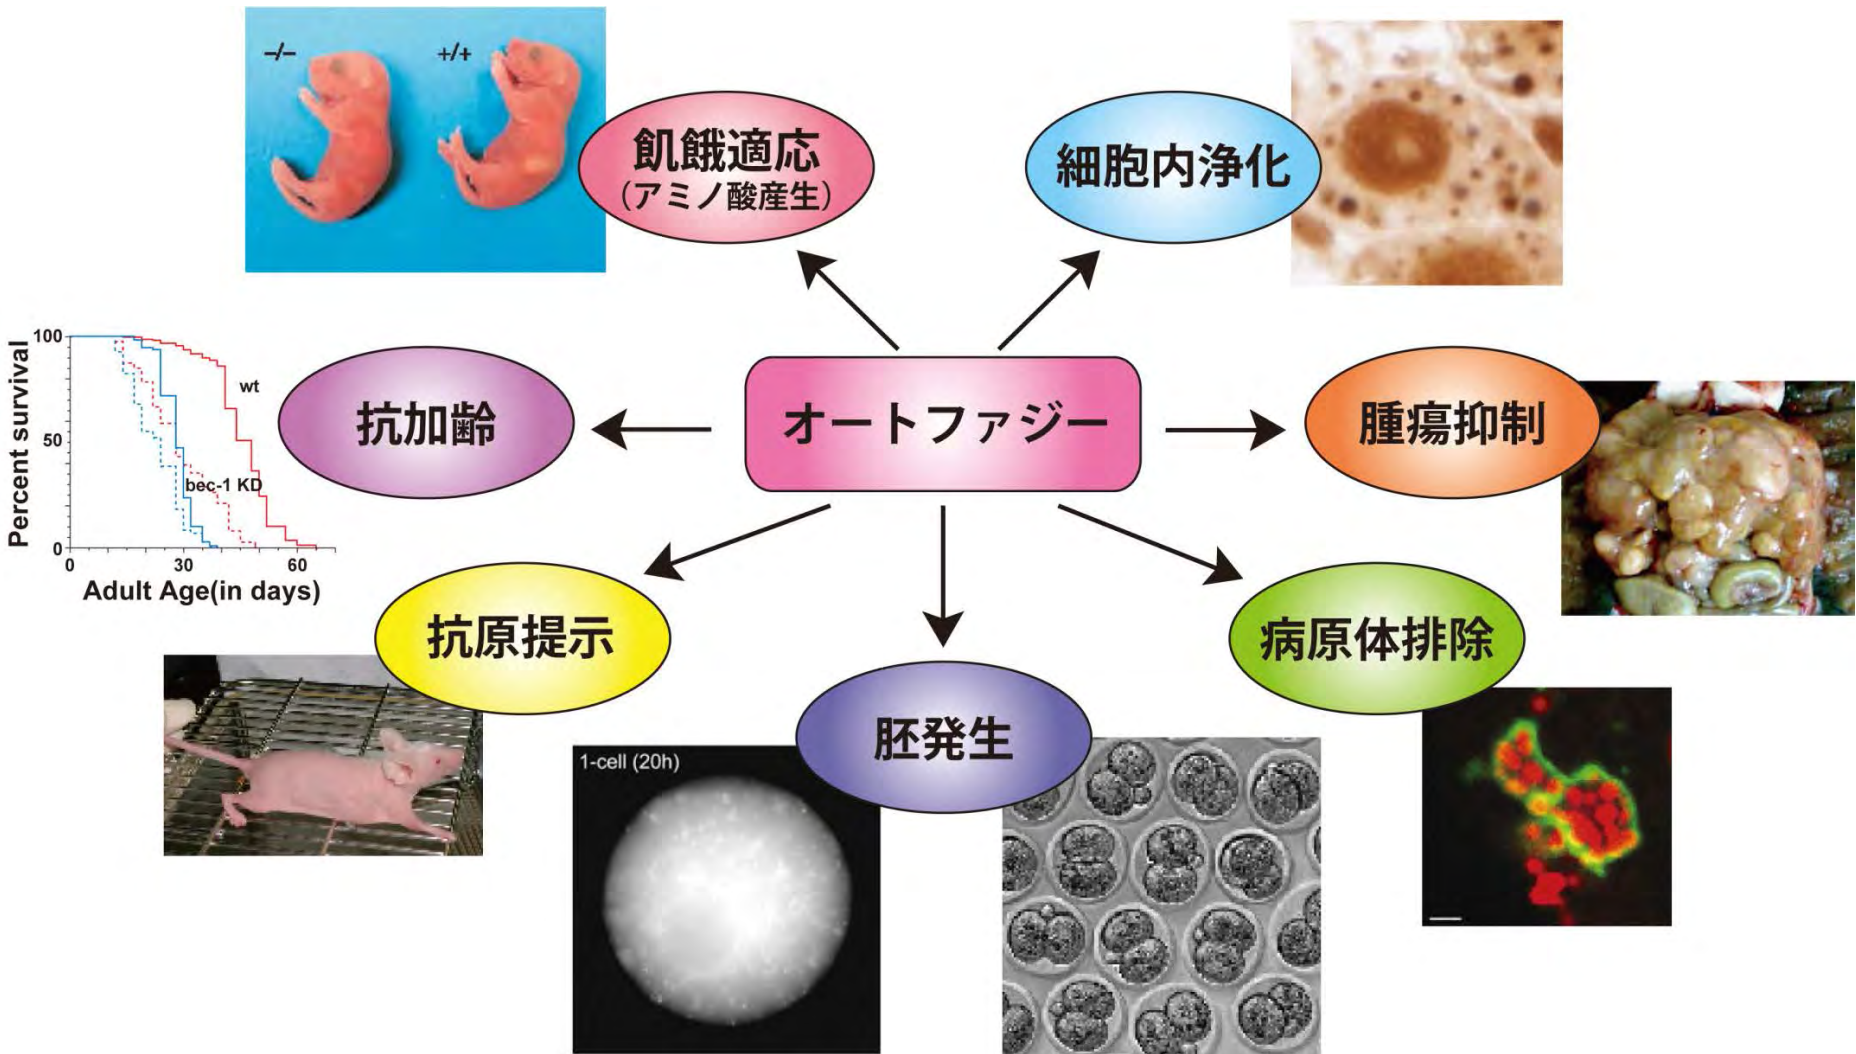 −/−
+/+
飢餓適応
（アミノ酸産生）
細胞内浄化
Percent survival
100
50
0
wt
bec-1 KD
0
30
60
Adult Age(in days)
抗加齢
オートファジー
腫瘍抑制
抗原提示
病原体排除
胚発生
1-cell (20h)